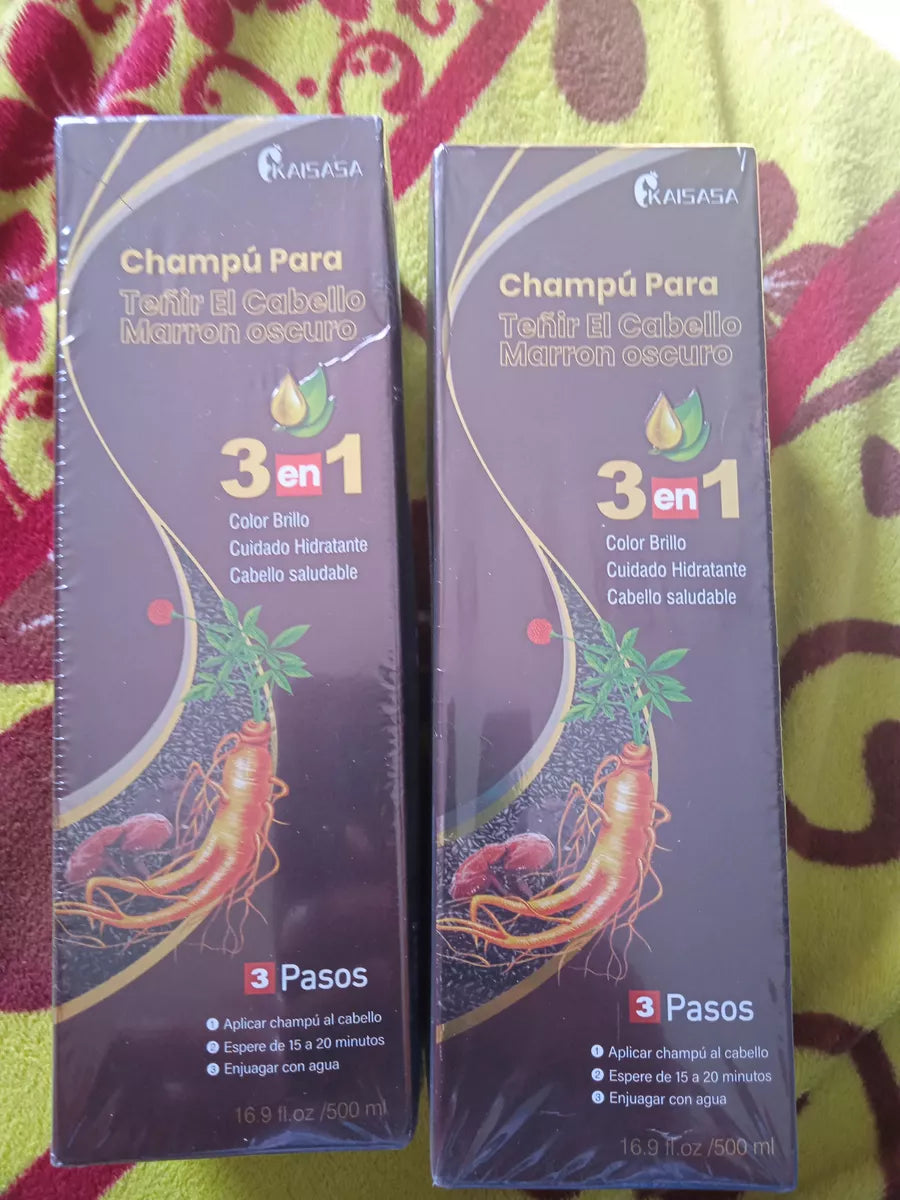 KAISASA
Champú Para
Teñir El Cabello
Marron oscuro
3 en 1
Color Brillo
Cuidado Hidratante
Cabello saludable
3 Pasos
1 Aplicar champú al cabello
2 Espere de 15 a 20 minutos
3 Enjuagar con agua
16.9 fl.oz /500 ml
KAISASA
Champú Para
Teñir El Cabello
Marron oscuro
3 en 1
Color Brillo
Cuidado Hidratante
Cabello saludable
3 Pasos
1 Aplicar champú al cabello
2 Espere de 15 a 20 minutos
3 Enjuagar con agua
16.9 fl.oz /500 ml